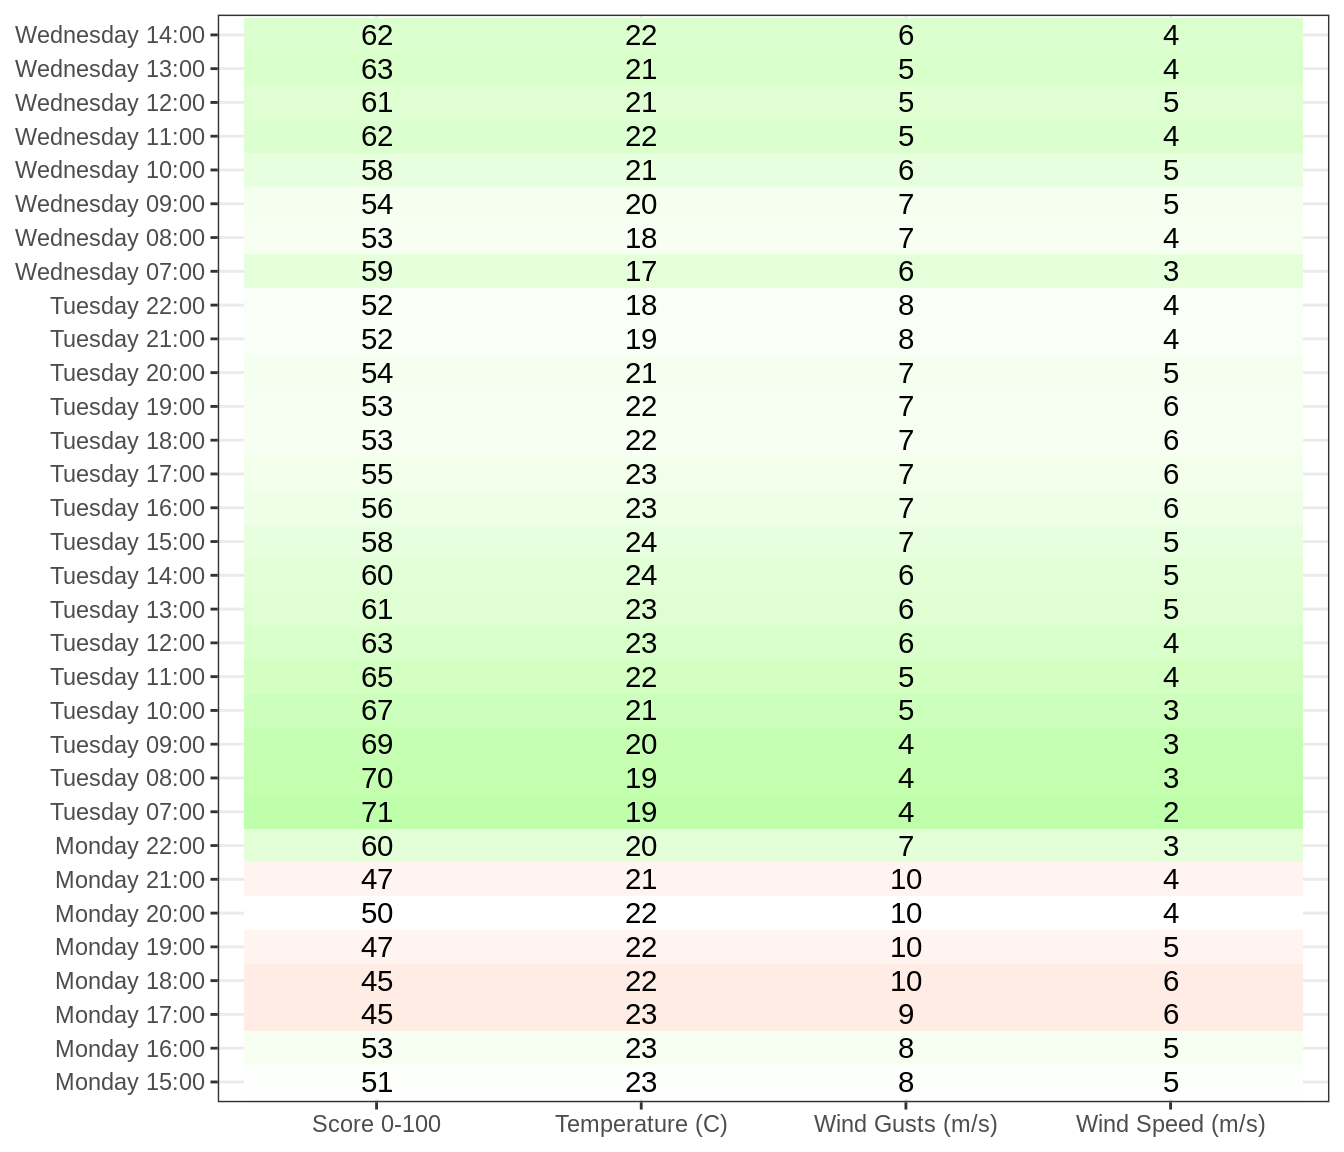 Wednesday 14:00 62 22 6 4
Wednesday 13:00 63 21 5 4
Wednesday 12:00 61 21 5 5
Wednesday 11:00 62 22 5 4
Wednesday 10:00 58 21 6 5
Wednesday 09:00 54 20 7 5
Wednesday 08:00 53 18 7 4
Wednesday 07:00 59 17 6 3
Tuesday 22:00 52 18 8 4
Tuesday 21:00 52 19 8 4
Tuesday 20:00 54 21 7 5
Tuesday 19:00 53 22 7 6
Tuesday 18:00 53 22 7 6
Tuesday 17:00 55 23 7 6
Tuesday 16:00 56 23 7 6
Tuesday 15:00 58 24 7 5
Tuesday 14:00 60 24 6 5
Tuesday 13:00 61 23 6 5
Tuesday 12:00 63 23 6 4
Tuesday 11:00 65 22 5 4
Tuesday 10:00 67 21 5 3
Tuesday 09:00 69 20 4 3
Tuesday 08:00 70 19 4 3
Tuesday 07:00 71 19 4 2
Monday 22:00 60 20 7 3
Monday 21:00 47 21 10 4
Monday 20:00 50 22 10 4
Monday 19:00 47 22 10 5
Monday 18:00 45 22 10 6
Monday 17:00 45 23 9 6
Monday 16:00 53 23 8 5
Monday 15:00 51 23 8 5
Score 0-100 Temperature (C) Wind Gusts (m/s) Wind Speed (m/s)